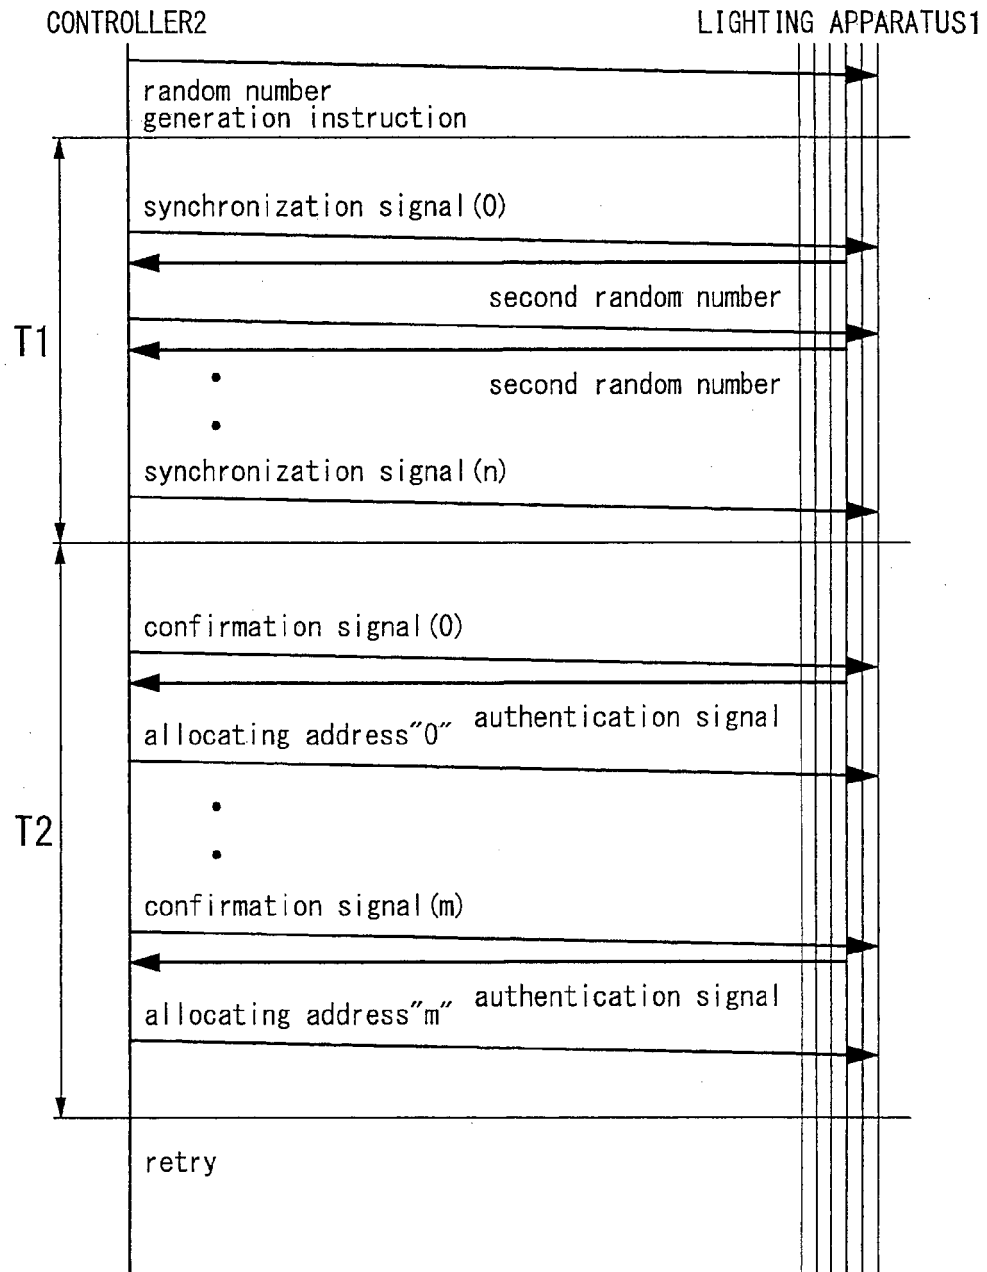 CONTROLLER2
LIGHTING APPARATUS1
random number
generation instruction
synchronization signal(0)
second random number
T1
second random number
synchronization signal(n)
confirmation signal(0)
authentication signal
allocating address"0"
T2
confirmation signal(m)
authentication signal
allocating address"m"
retry